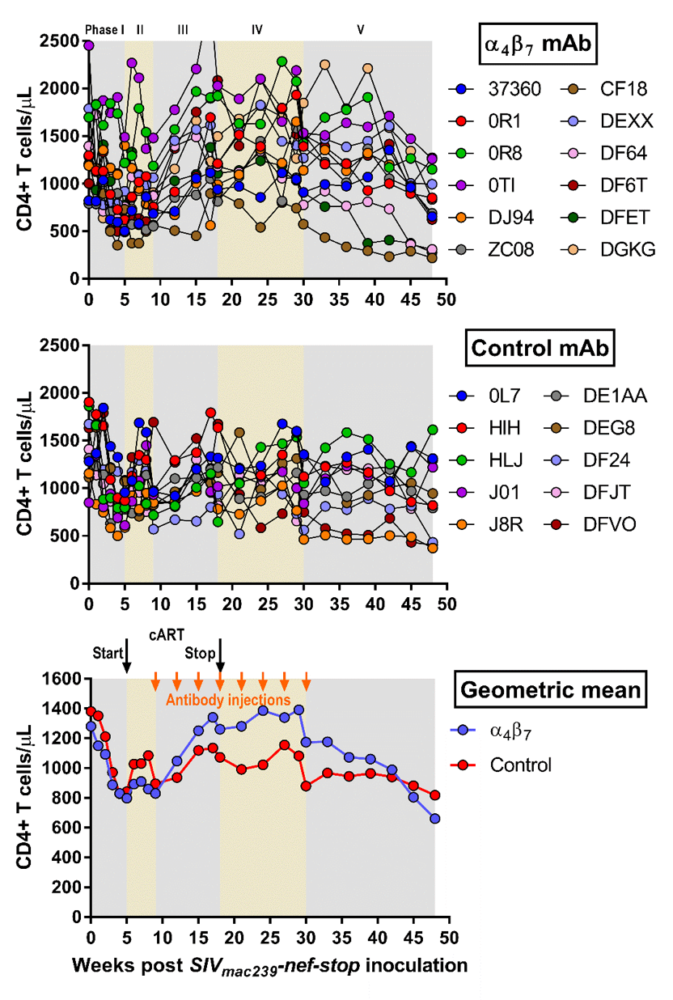 Phase I II III IV V
α₄β₇ mAb
CD4+ T cells/μL
2500
2000
1500
1000
500
0
0 5 10 15 20 25 30 35 40 45 50
37360 CF18
0R1 DEXX
0R8 DF64
0TI DF6T
DJ94 DFET
ZC08 DGKG
Control mAb
CD4+ T cells/μL
2500
2000
1500
1000
500
0
0 5 10 15 20 25 30 35 40 45 50
0L7 DE1AA
HIH DEG8
HLJ DF24
J01 DFJT
J8R DFVO
cART
Start Stop
Antibody injections
Geometric mean
CD4+ T cells/μL
1600
1400
1200
1000
800
600
400
200
0
0 5 10 15 20 25 30 35 40 45 50
α₄β₇
Control
Weeks post SIVmac239-nef-stop inoculation